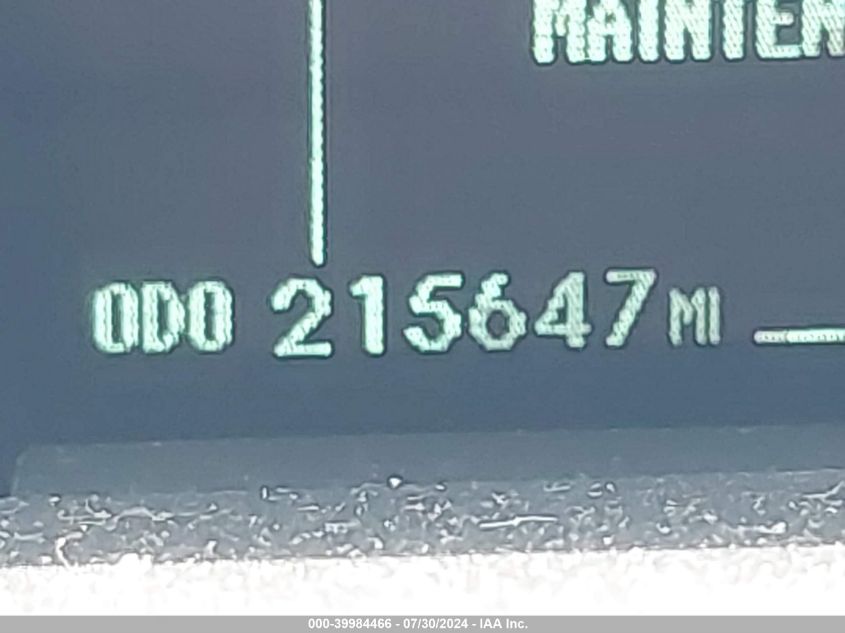 MAINTEN
ODO 215647 MI
000-39984466 - 07/30/2024 - IAA Inc.